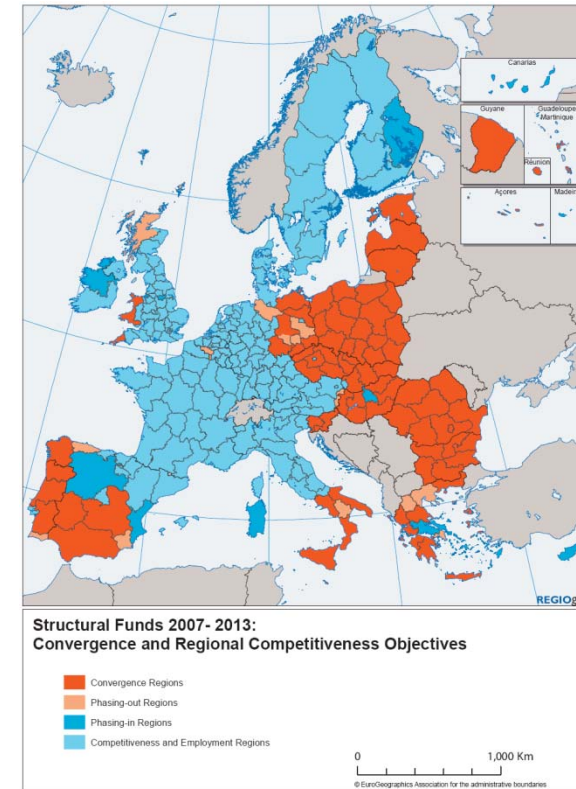 Canarias
Guyane
Guadeloupe
Martinique
Réunion
Açores
Madeira
Structural Funds 2007- 2013:
Convergence and Regional Competitiveness Objectives
Convergence Regions
Phasing-out Regions
Phasing-in Regions
Competitiveness and Employment Regions
0
1,000 Km
© EuroGeographics Association for the administrative boundaries